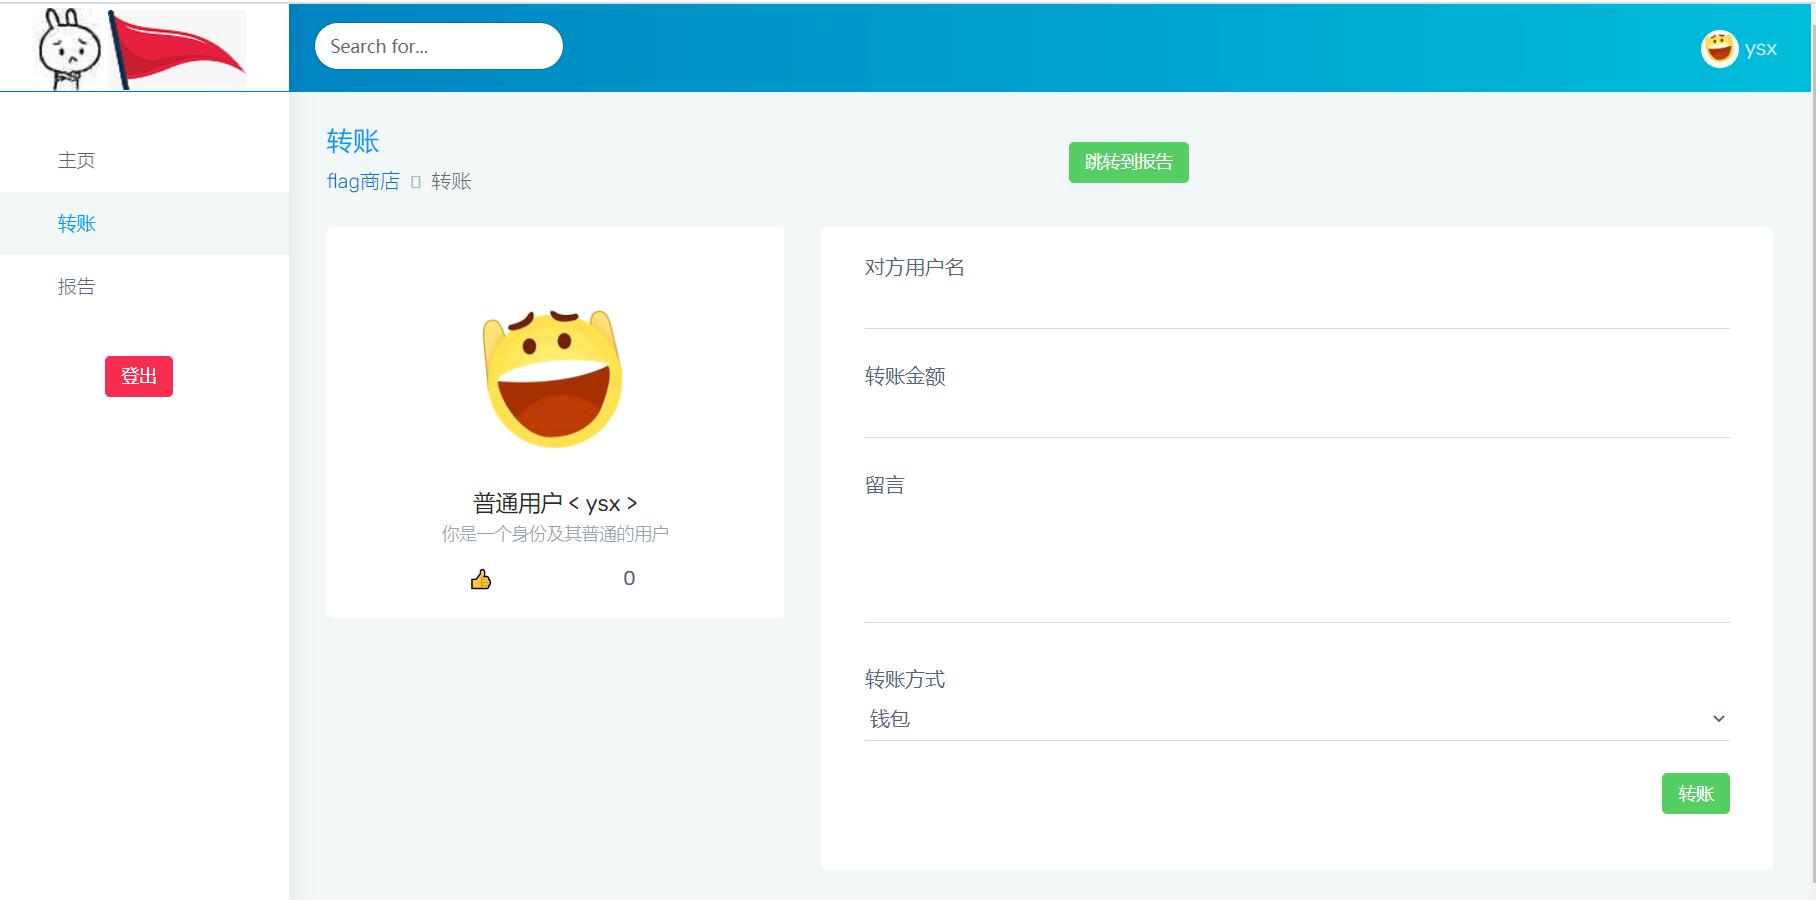 Search for...
ysx
主页
转账
报告
登出
转账
flag商店 转账
跳转到报告
普通用户 < ysx >
你是一个身份及其普通的用户
0
对方用户名
转账金额
留言
转账方式
钱包
转账